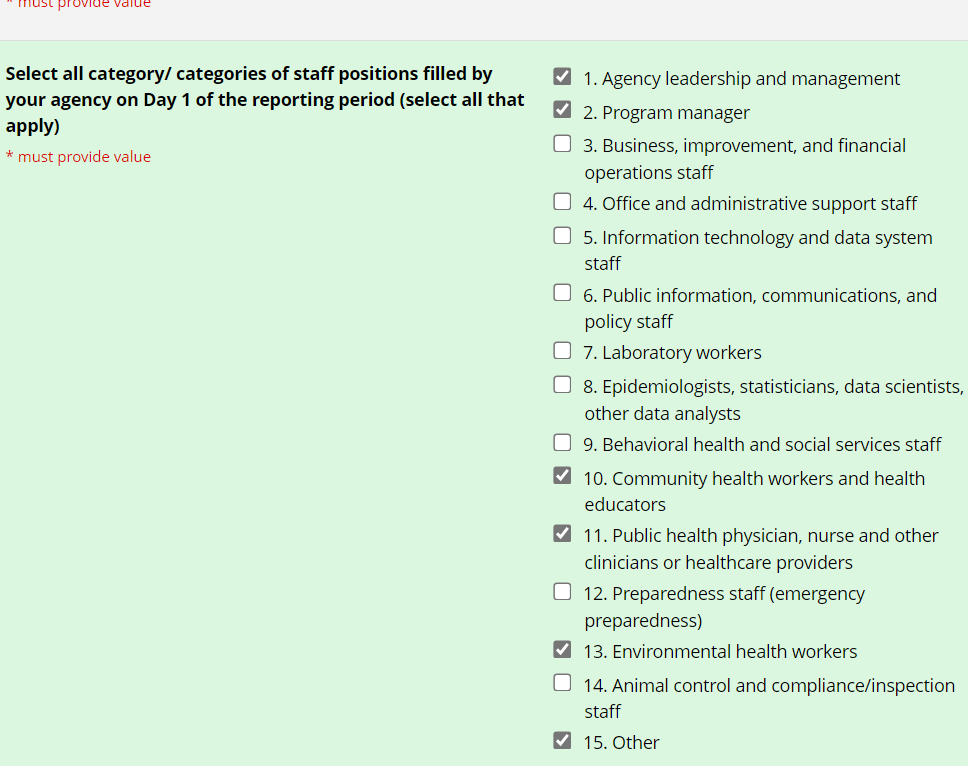 * must provide value
Select all category/ categories of staff positions filled by
your agency on Day 1 of the reporting period (select all that
apply)
* must provide value
1. Agency leadership and management
2. Program manager
3. Business, improvement, and financial
operations staff
4. Office and administrative support staff
5. Information technology and data system
staff
6. Public information, communications, and
policy staff
7. Laboratory workers
8. Epidemiologists, statisticians, data scientists,
other data analysts
9. Behavioral health and social services staff
10. Community health workers and health
educators
11. Public health physician, nurse and other
clinicians or healthcare providers
12. Preparedness staff (emergency
preparedness)
13. Environmental health workers
14. Animal control and compliance/inspection
staff
15. Other